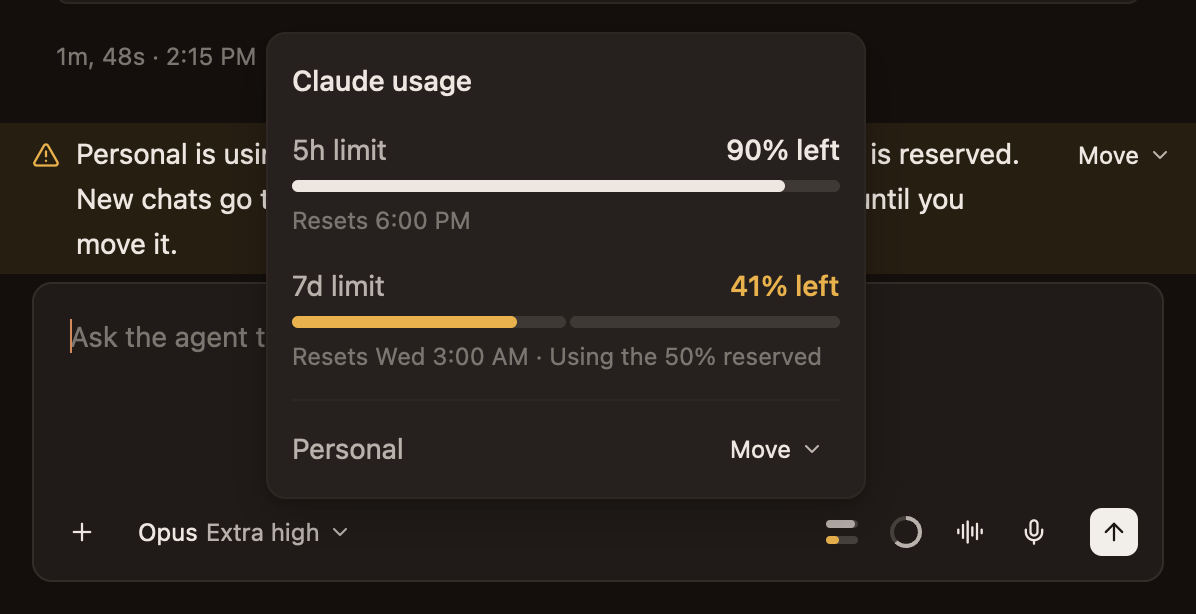 1m, 48s · 2:15 PM
Claude usage
Personal is
5h limit
90% left
is reserved.
Move
New chats go
Resets 6:00 PM
until you
move it.
7d limit
41% left
Ask the agent
Resets Wed 3:00 AM · Using the 50% reserved
Personal
Move
Opus Extra high